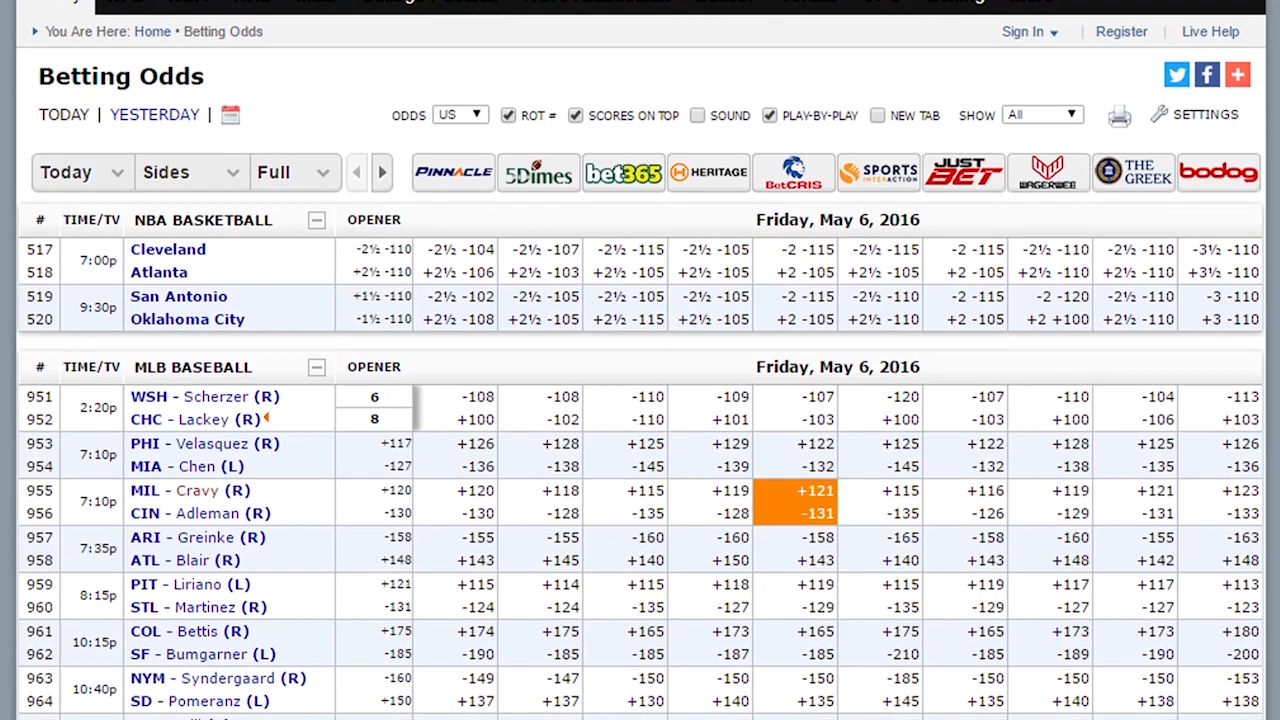 You Are Here: Home • Betting Odds Sign In | Register | Live Help
Betting Odds
TODAY | YESTERDAY | ODDS US ROT # SCORES ON TOP SOUND PLAY-BY-PLAY NEW TAB SHOW All SETTINGS
Today Sides Full PINNACLE 5Dimes bet365 HERITAGE BetCRIS SPORTS INTERACTION JUST BET WAGERWEB THE GREEK bodog
# TIME/TV NBA BASKETBALL OPENER Friday, May 6, 2016
517 7:00p Cleveland -2½ -110 -2½ -104 -2½ -107 -2½ -115 -2½ -105 -2 -115 -2½ -115 -2 -115 -2½ -110 -2½ -110 -3½ -110
518 Atlanta +2½ -110 +2½ -106 +2½ -103 +2½ -105 +2½ -105 +2 -105 +2½ -105 +2 -105 +2½ -110 +2½ -110 +3½ -110
519 9:30p San Antonio +1½ -110 -2½ -102 -2½ -105 -2½ -105 -2½ -105 -2 -115 -2½ -110 -2 -115 -2 -120 -2½ -110 -3 -110
520 Oklahoma City -1½ -110 +2½ -108 +2½ -105 +2½ -115 +2½ -105 +2 -105 +2½ -110 +2 -105 +2 +100 +2½ -110 +3 -110
# TIME/TV MLB BASEBALL OPENER Friday, May 6, 2016
951 2:20p WSH - Scherzer (R) 6 -108 -108 -110 -109 -107 -120 -107 -110 -104 -113
952 CHC - Lackey (R) 8 +100 -102 -110 +101 -103 +100 -103 +100 -106 +103
953 7:10p PHI - Velasquez (R) +117 +126 +128 +125 +129 +122 +125 +122 +128 +125 +126
954 MIA - Chen (L) -127 -136 -138 -145 -139 -132 -145 -132 -138 -135 -136
955 7:10p MIL - Cravy (R) +120 +120 +118 +115 +119 +121 +115 +116 +119 +121 +123
956 CIN - Adleman (R) -130 -130 -128 -135 -128 -131 -135 -126 -129 -131 -133
957 7:35p ARI - Greinke (R) -158 -155 -155 -160 -160 -158 -165 -158 -160 -155 -163
958 ATL - Blair (R) +148 +143 +145 +140 +150 +143 +140 +143 +148 +142 +148
959 8:15p PIT - Liriano (L) +121 +115 +114 +115 +118 +119 +115 +119 +117 +117 +113
960 STL - Martinez (R) -131 -124 -124 -135 -127 -129 -135 -129 -127 -127 -123
961 10:15p COL - Bettis (R) +175 +174 +175 +165 +173 +165 +175 +165 +173 +173 +180
962 SF - Bumgarner (L) -185 -190 -185 -185 -187 -185 -210 -185 -189 -190 -200
963 10:40p NYM - Syndergaard (R) -160 -149 -147 -150 -150 -150 -185 -150 -150 -150 -153
964 SD - Pomeranz (L) +150 +137 +137 +130 +140 +135 +145 +135 +140 +138 +138